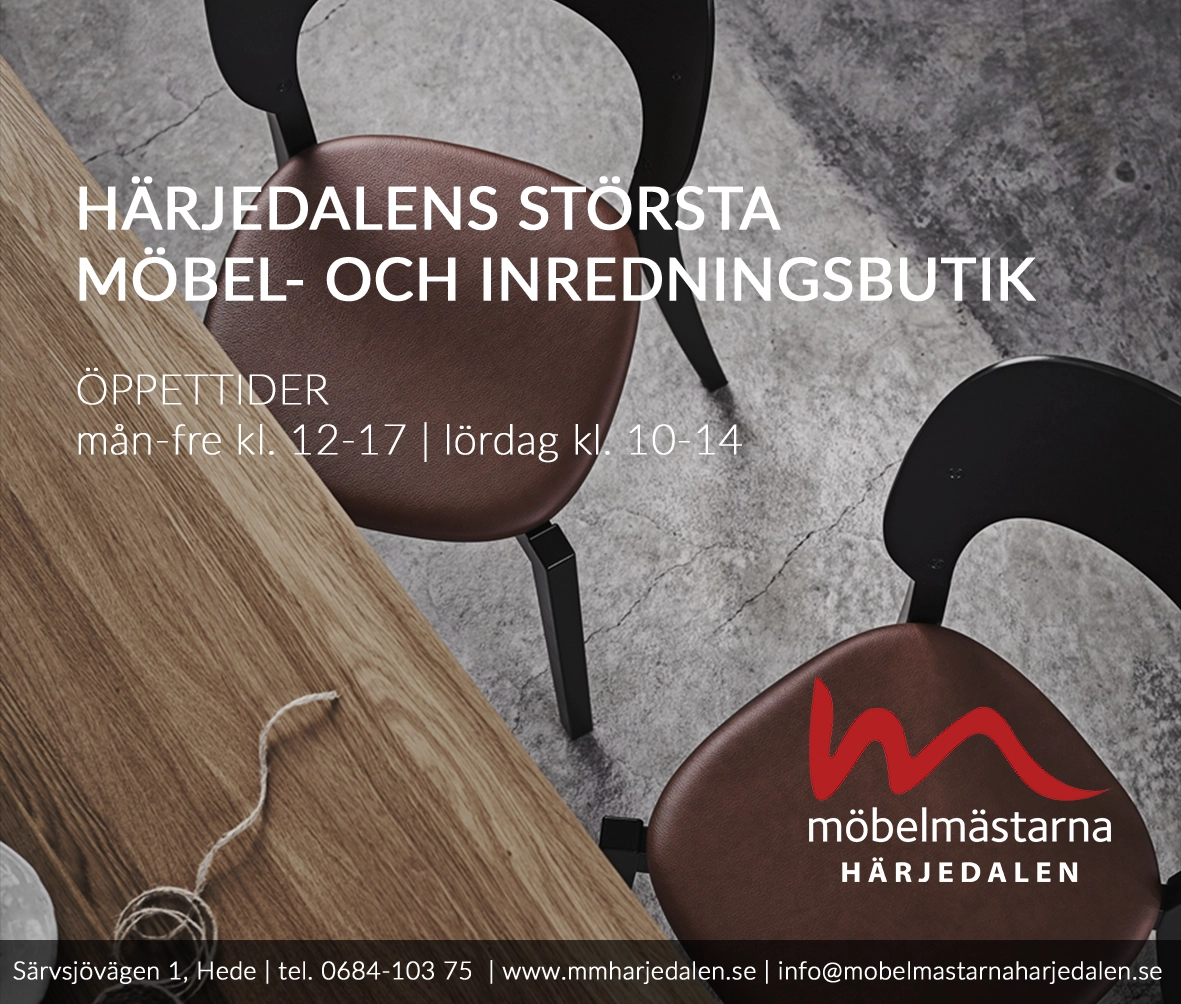 HÄRJEDALENS STÖRSTA
MÖBEL- OCH INREDNINGSBUTIK
ÖPPETTIDER
mån-fre kl. 12-17 | lördag kl. 10-14
möbelmästarna
HÄRJEDALEN
Särvsjövägen 1, Hede | tel. 0684-103 75 | www.mmharjedalen.se | info@mobelmastarnaharjedalen.se